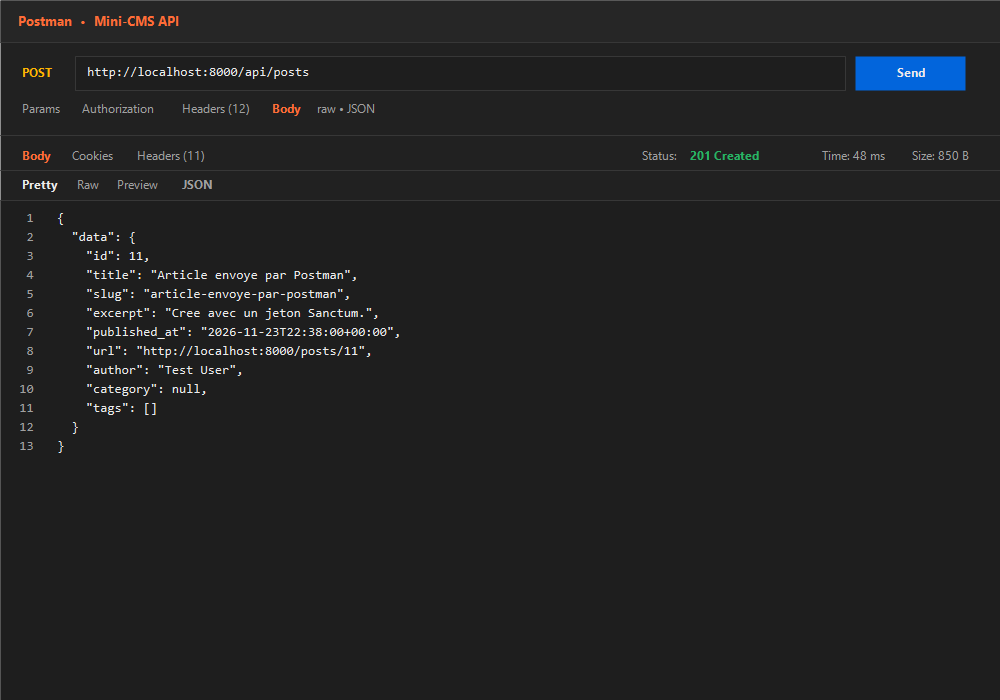 Postman • Mini-CMS API
POST http://localhost:8000/api/posts Send
Params Authorization Headers (12) Body raw • JSON
Body Cookies Headers (11) Status: 201 Created Time: 48 ms Size: 850 B
Pretty Raw Preview JSON
1 {
2 "data": {
3 "id": 11,
4 "title": "Article envoye par Postman",
5 "slug": "article-envoye-par-postman",
6 "excerpt": "Cree avec un jeton Sanctum.",
7 "published_at": "2026-11-23T22:38:00+00:00",
8 "url": "http://localhost:8000/posts/11",
9 "author": "Test User",
10 "category": null,
11 "tags": []
12 }
13 }